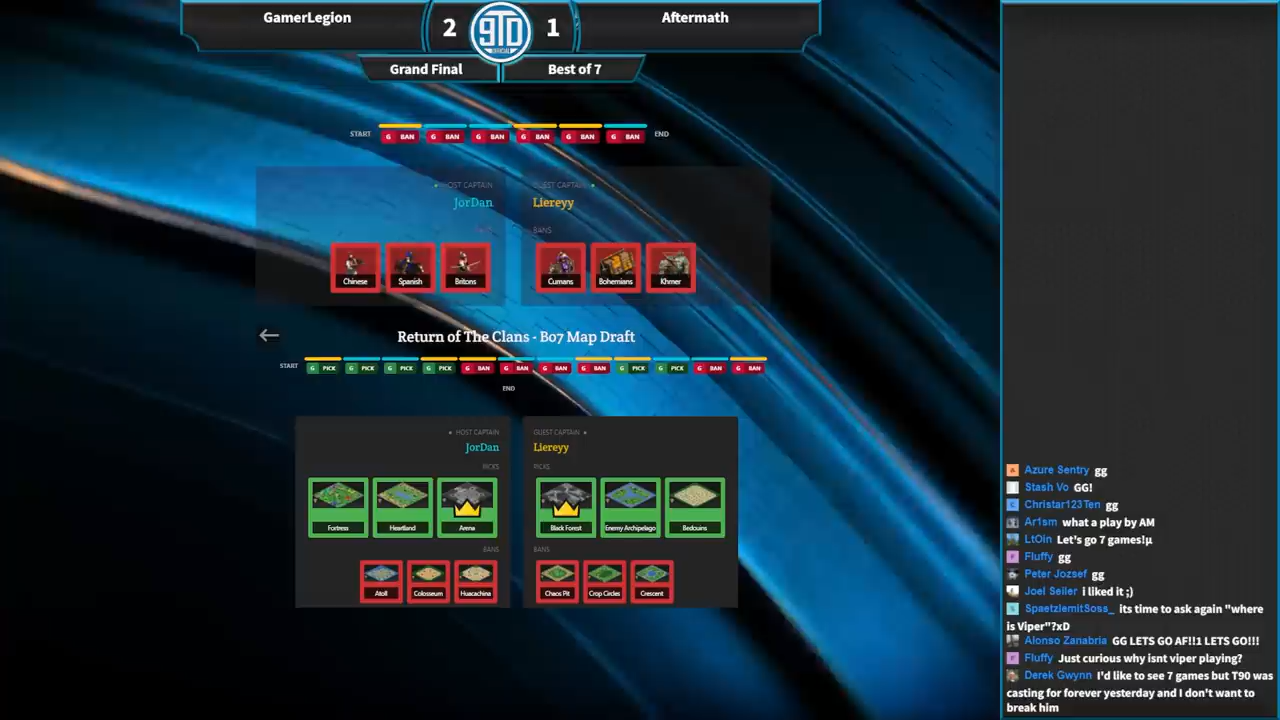 GamerLegion
2
GTD
1
Aftermath
Grand Final
Best of 7
START G BAN G BAN G BAN G BAN G BAN G BAN END
OST CAPTAIN
JorDan
GUEST CAPTAIN
Liereyy
BANS
Chinese Spanish Britons
Cumans Bohemians Khmer
Return of The Clans - Bo7 Map Draft
START G PICK G PICK G PICK G PICK G BAN G BAN G BAN G BAN G PICK G PICK G BAN G BAN
END
HOST CAPTAIN
JorDan
PICKS
Fortress Heartland Arena
BANS
Atoll Colosseum Huacachina
GUEST CAPTAIN
Liereyy
PICKS
Black Forest Enemy Archipelago Bedouins
BANS
Chaos Pit Crop Circles Crescent
Azure Sentry gg
Stash Vo GG!
Christar123Ten gg
Ar1sm what a play by AM
LtOin Let's go 7 games!µ
Fluffy gg
Peter Jozsef gg
Joel Seiler i liked it ;)
SpaetzlemitSoss_ its time to ask again "where
is Viper"?xD
Alonso Zanabria GG LETS GO AF!!1 LETS GO!!!
Fluffy Just curious why isnt viper playing?
Derek Gwynn I'd like to see 7 games but T90 was
casting for forever yesterday and I don't want to
break him